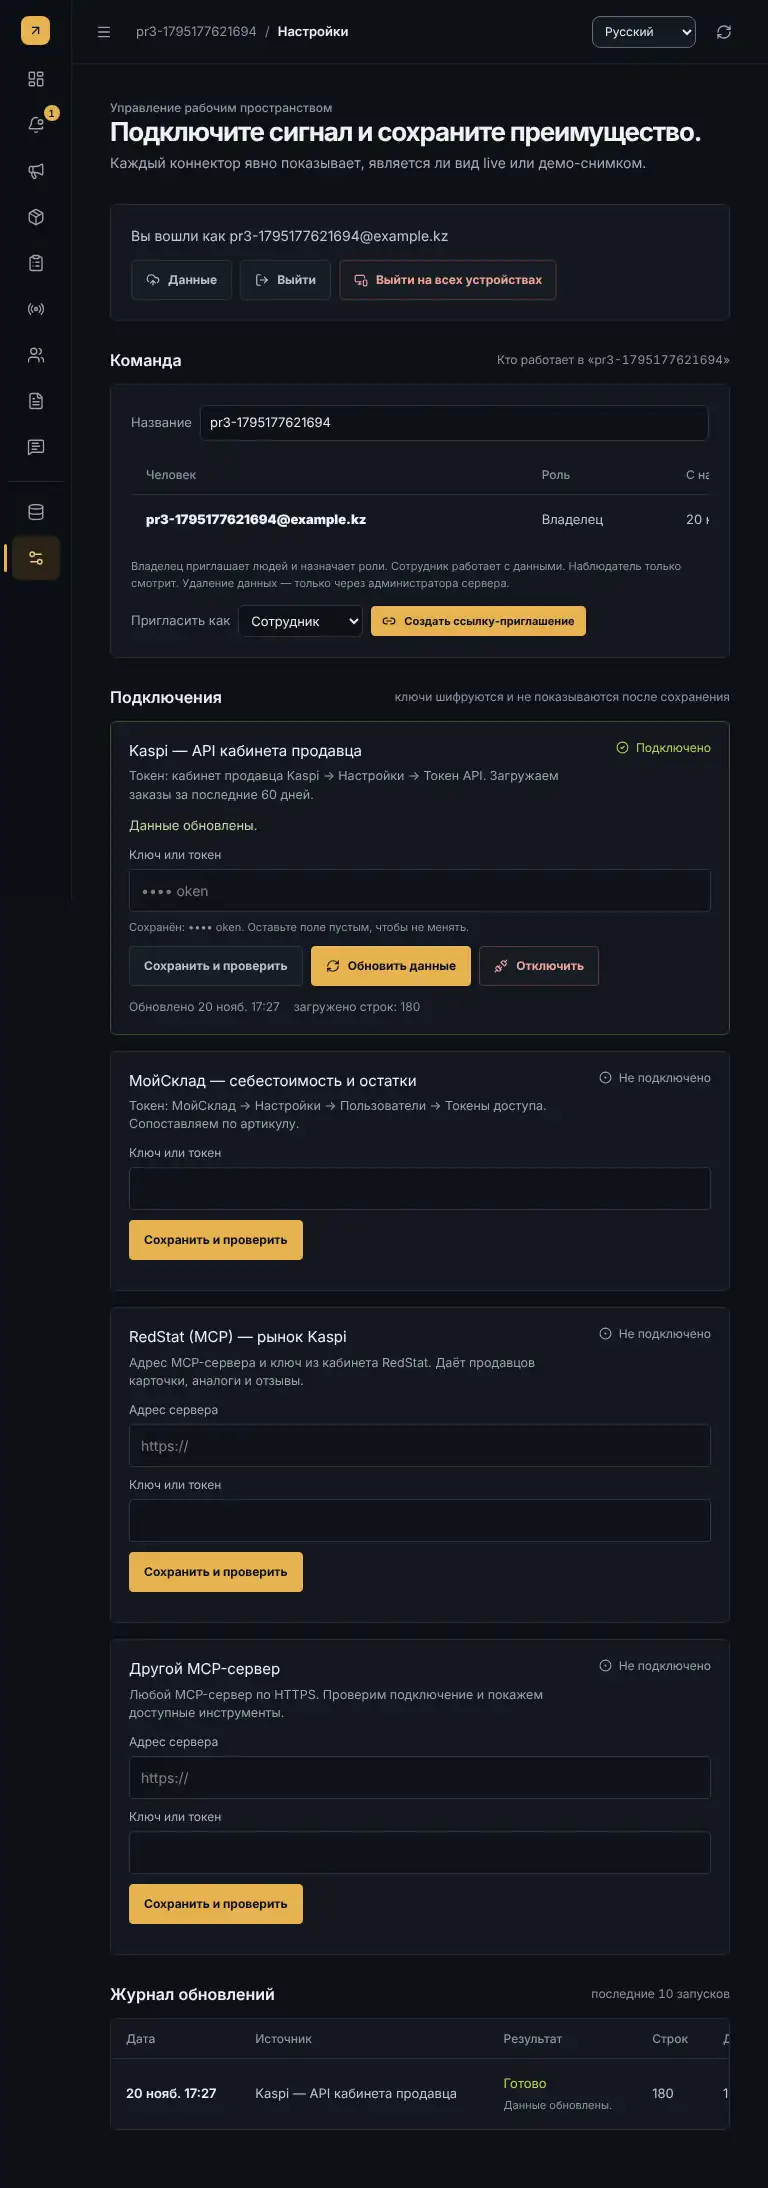 pr3-1795177621694 / Настройки
Русский
1
Управление рабочим пространством
Подключите сигнал и сохраните преимущество.
Каждый коннектор явно показывает, является ли вид live или демо-снимком.
Вы вошли как pr3-1795177621694@example.kz
Данные
Выйти
Выйти на всех устройствах
Команда
Кто работает в «pr3-1795177621694»
Название
pr3-1795177621694
Человек Роль С на
pr3-1795177621694@example.kz Владелец 20
Владелец приглашает людей и назначает роли. Сотрудник работает с данными. Наблюдатель только
смотрит. Удаление данных — только через администратора сервера.
Пригласить как
Сотрудник
Создать ссылку-приглашение
Подключения
ключи шифруются и не показываются после сохранения
Kaspi — API кабинета продавца
Подключено
Токен: кабинет продавца Kaspi → Настройки → Токен API. Загружаем
заказы за последние 60 дней.
Данные обновлены.
Ключ или токен
•••• oken
Сохранён: •••• oken. Оставьте поле пустым, чтобы не менять.
Сохранить и проверить
Обновить данные
Отключить
Обновлено 20 нояб. 17:27 загружено строк: 180
МойСклад — себестоимость и остатки
Не подключено
Токен: МойСклад → Настройки → Пользователи → Токены доступа.
Сопоставляем по артикулу.
Ключ или токен
Сохранить и проверить
RedStat (MCP) — рынок Kaspi
Не подключено
Адрес MCP-сервера и ключ из кабинета RedStat. Даёт продавцов
карточки, аналоги и отзывы.
Адрес сервера
https://
Ключ или токен
Сохранить и проверить
Другой MCP-сервер
Не подключено
Любой MCP-сервер по HTTPS. Проверим подключение и покажем
доступные инструменты.
Адрес сервера
https://
Ключ или токен
Сохранить и проверить
Журнал обновлений
последние 10 запусков
Дата Источник Результат Строк
20 нояб. 17:27 Kaspi — API кабинета продавца Готово 180 1
Данные обновлены.